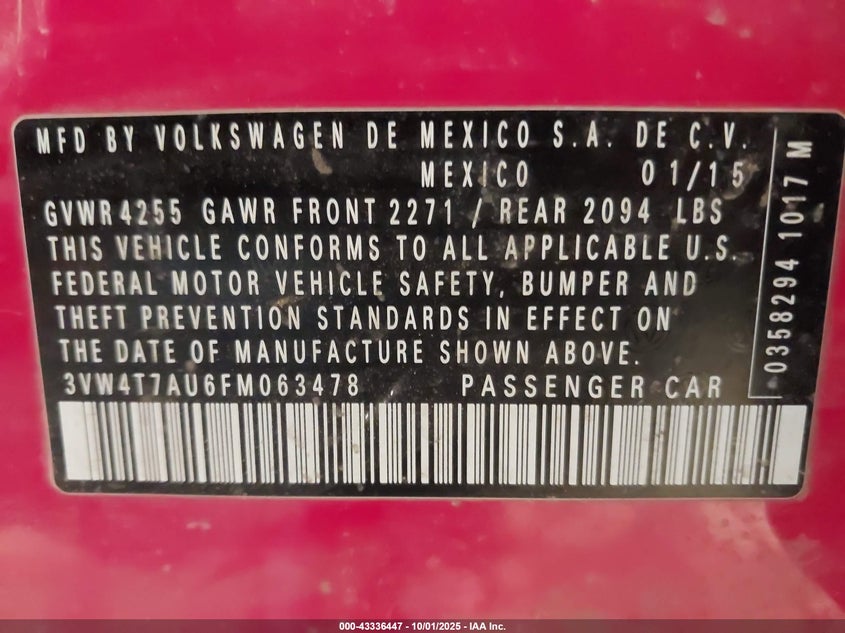 MFD BY VOLKSWAGEN DE MEXICO S.A. DE C.V.
MEXICO 01/15
GVWR 4255 GAWR FRONT 2271 / REAR 2094 LBS
THIS VEHICLE CONFORMS TO ALL APPLICABLE U.S.
FEDERAL MOTOR VEHICLE SAFETY, BUMPER AND
THEFT PREVENTION STANDARDS IN EFFECT ON
THE DATE OF MANUFACTURE SHOWN ABOVE.
3VW4T7AU6FM063478 PASSENGER CAR
0358294 1017 M
000-43336447 - 10/01/2025 - IAA Inc.